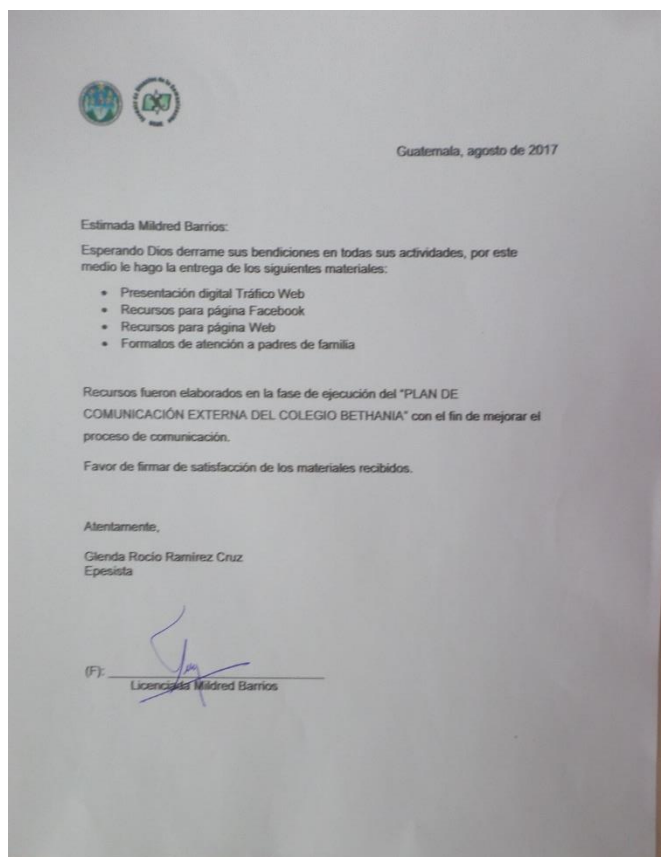 Guatemala, agosto de 2017
Estimada Mildred Barrios:
Esperando Dios derrame sus bendiciones en todas sus actividades, por este
medio le hago la entrega de los siguientes materiales:
• Presentación digital Tráfico Web
• Recursos para página Facebook
• Recursos para página Web
• Formatos de atención a padres de familia
Recursos fueron elaborados en la fase de ejecución del "PLAN DE
COMUNICACIÓN EXTERNA DEL COLEGIO BETHANIA" con el fin de mejorar el
proceso de comunicación.
Favor de firmar de satisfacción de los materiales recibidos.
Atentamente,
Glenda Rocío Ramírez Cruz
Epesista
(F):
Licenciada Mildred Barrios